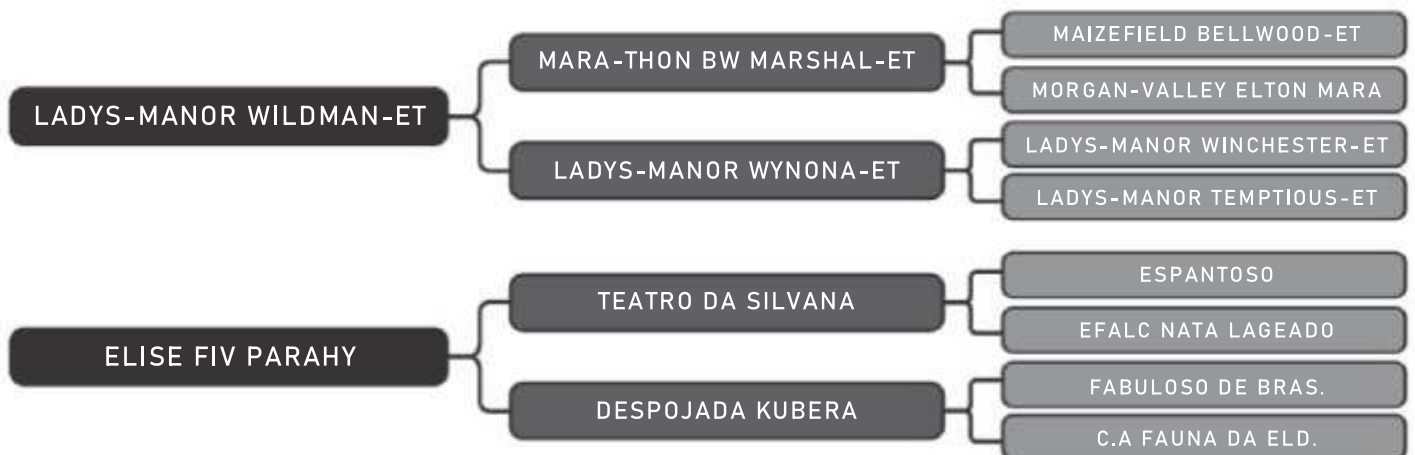 MAIZEFIELD BELLWOOD-ET
MARA-THON BW MARSHAL-ET
MORGAN-VALLEY ELTON MARA
LADYS-MANOR WILDMAN-ET
LADYS-MANOR WINCHESTER-ET
LADYS-MANOR WYNONA-ET
LADYS-MANOR TEMPTIOUS-ET
ESPANTOSO
TEATRO DA SILVANA
EFALC NATA LAGEADO
ELISE FIV PARAHY
FABULOSO DE BRAS.
DESPOJADA KUBERA
C.A FAUNA DA ELD.